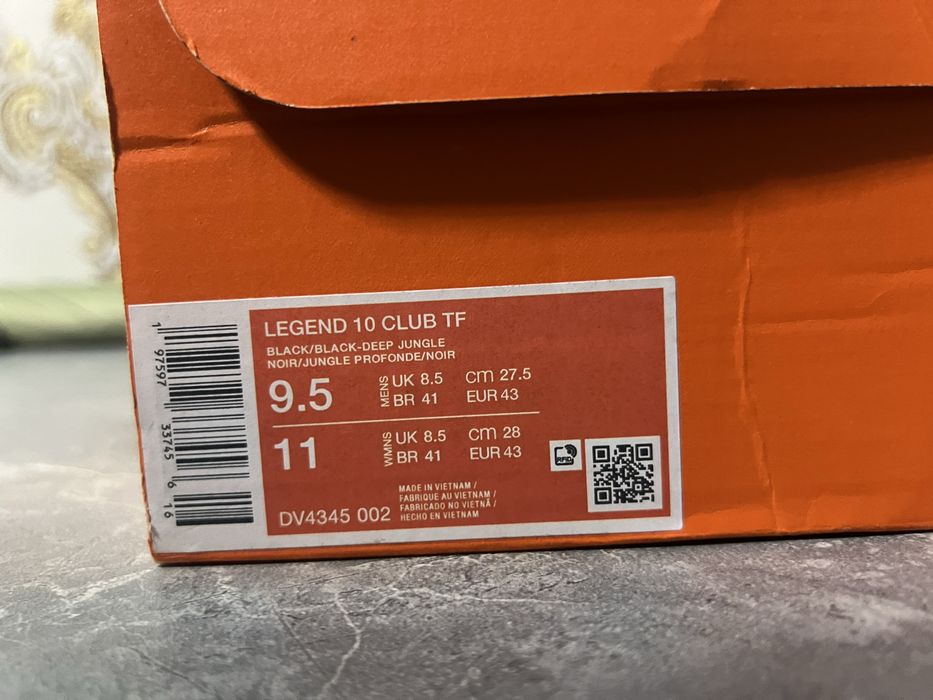 LEGEND 10 CLUB TF
BLACK/BLACK-DEEP JUNGLE
NOIR/JUNGLE PROFONDE/NOIR
9.5
MENS
UK 8.5 cm 27.5
BR 41 EUR 43
11
WMNS
UK 8.5 cm 28
BR 41 EUR 43
RFID
MADE IN VIETNAM /
FABRIQUE AU VIETNAM /
FABRICADO NO VIETNÃ /
HECHO EN VIETNAM
DV4345 002
1 97597 33745 6 16